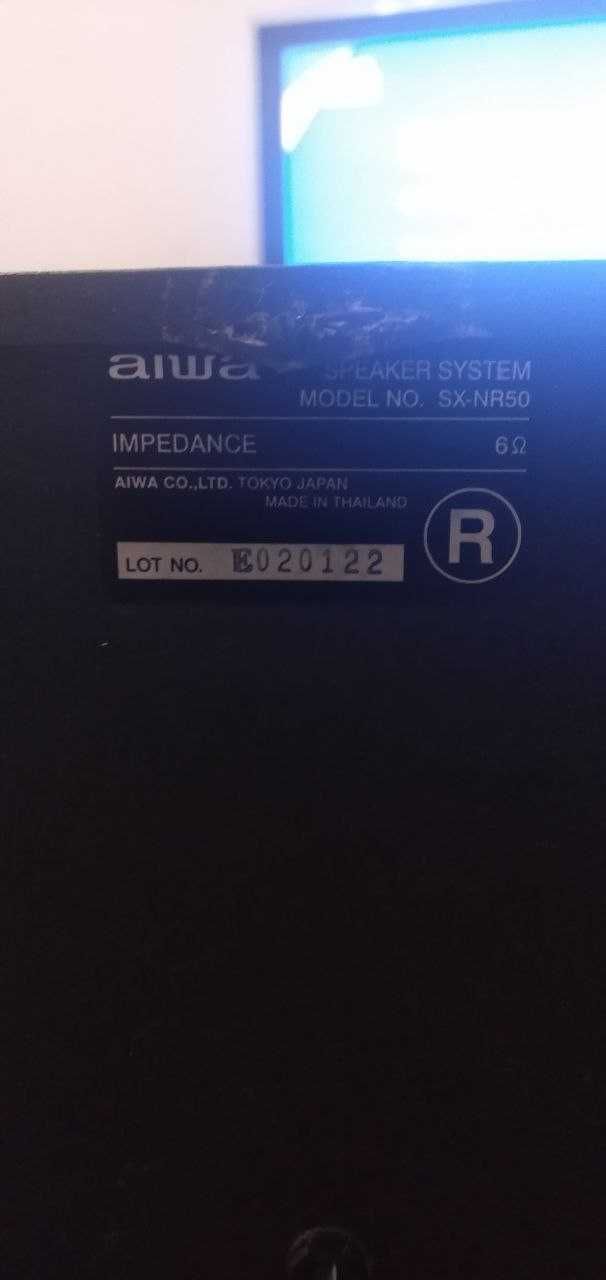 aiwa SPEAKER SYSTEM
MODEL NO. SX-NR50
IMPEDANCE 6Ω
AIWA CO.,LTD. TOKYO JAPAN
MADE IN THAILAND
R
LOT NO. E020122